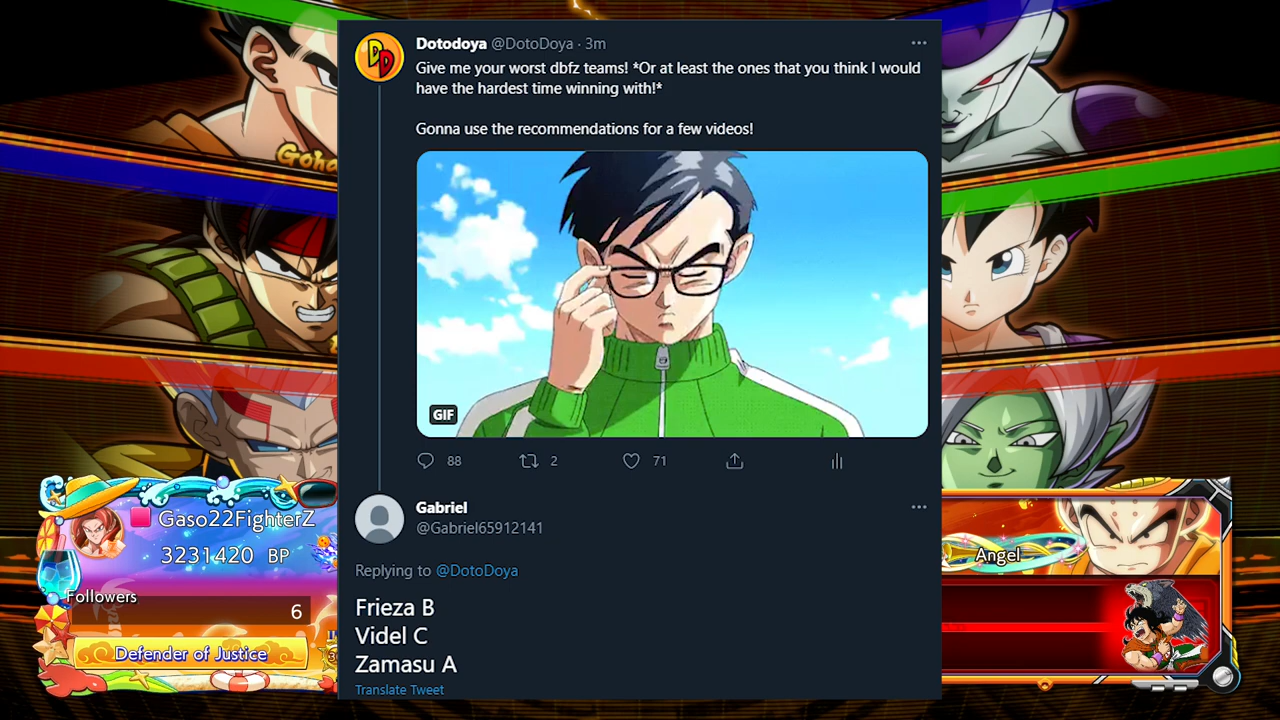 Dotodoya @DotoDoya · 3m
Give me your worst dbfz teams! *Or at least the ones that you think I would
have the hardest time winning with!*
Gonna use the recommendations for a few videos!
GIF
88 2 71
Gabriel
@Gabriel65912141
Replying to @DotoDoya
Frieza B
Videl C
Zamasu A
Translate Tweet
DD
Goha
Gaso22FighterZ
3231420 BP
Followers
6
Defender of Justice
Angel